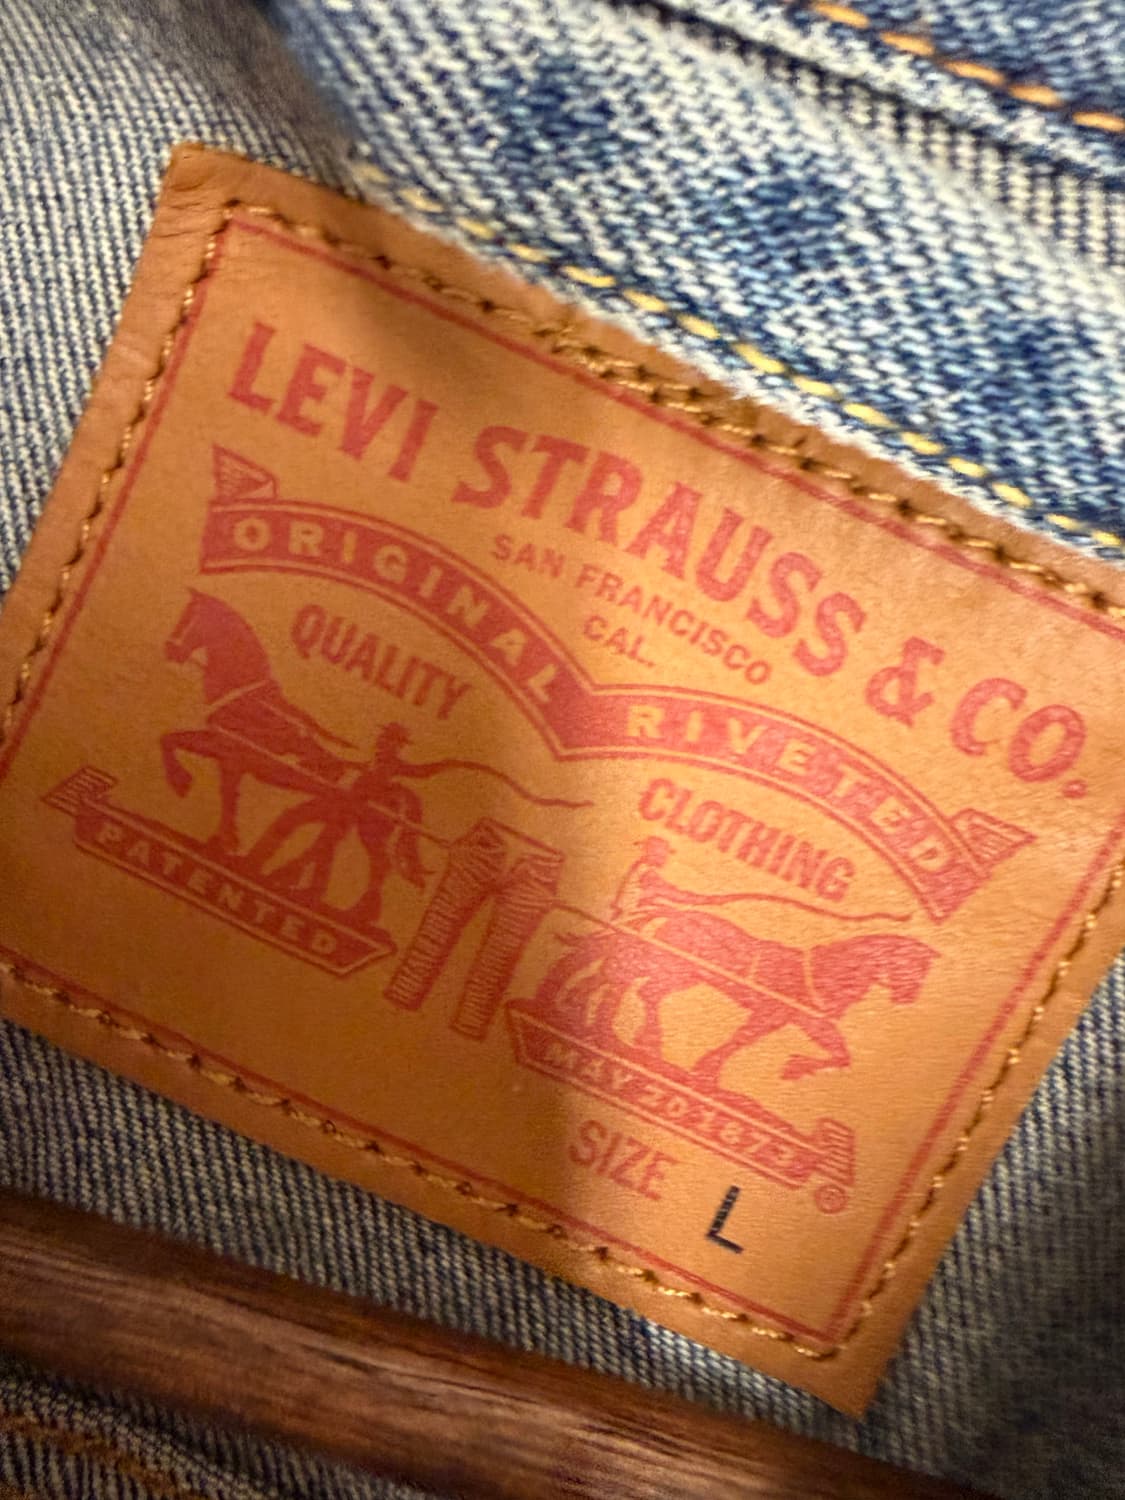 LEVI STRAUSS & CO.
SAN FRANCISCO
CAL.
ORIGINAL RIVETED
QUALITY CLOTHING
PATENTED
MAY 20 1873
SIZE L
®